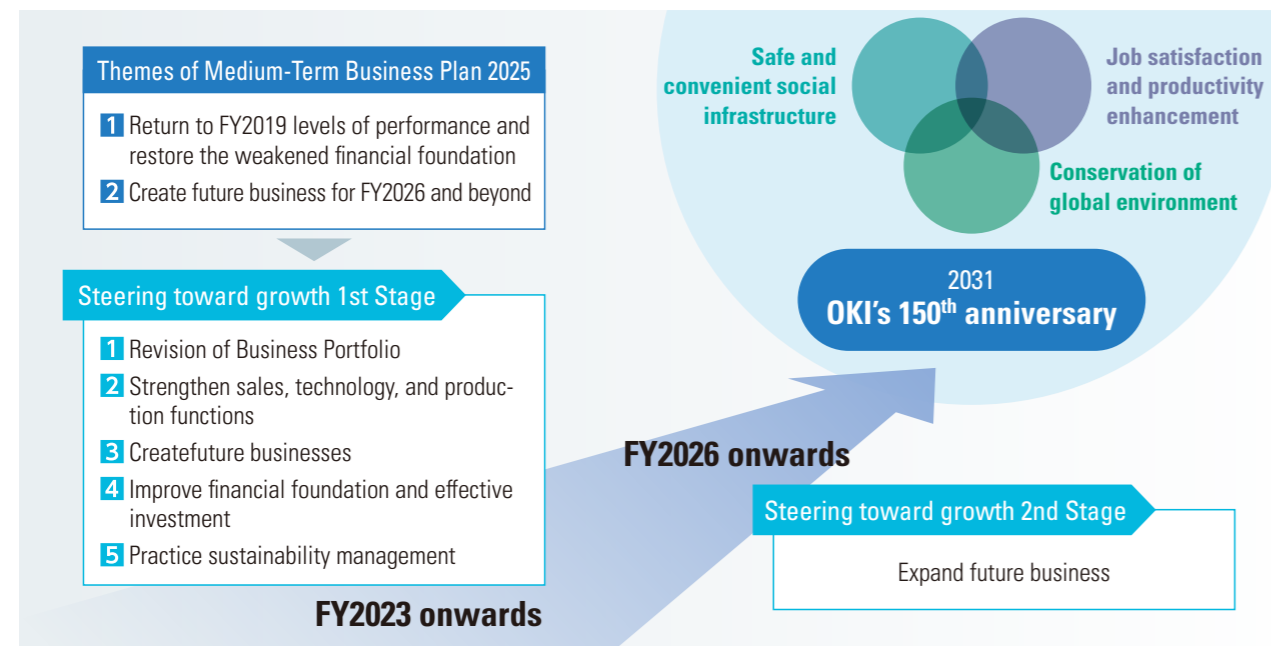 Themes of Medium-Term Business Plan 2025
1 Return to FY2019 levels of performance and
restore the weakened financial foundation
2 Create future business for FY2026 and beyond
Steering toward growth 1st Stage
1 Revision of Business Portfolio
2 Strengthen sales, technology, and produc-
tion functions
3 Createfuture businesses
4 Improve financial foundation and effective
investment
5 Practice sustainability management
FY2023 onwards
Safe and
convenient social
infrastructure
Job satisfaction
and productivity
enhancement
Conservation of
global environment
2031
OKI's 150th anniversary
FY2026 onwards
Steering toward growth 2nd Stage
Expand future business